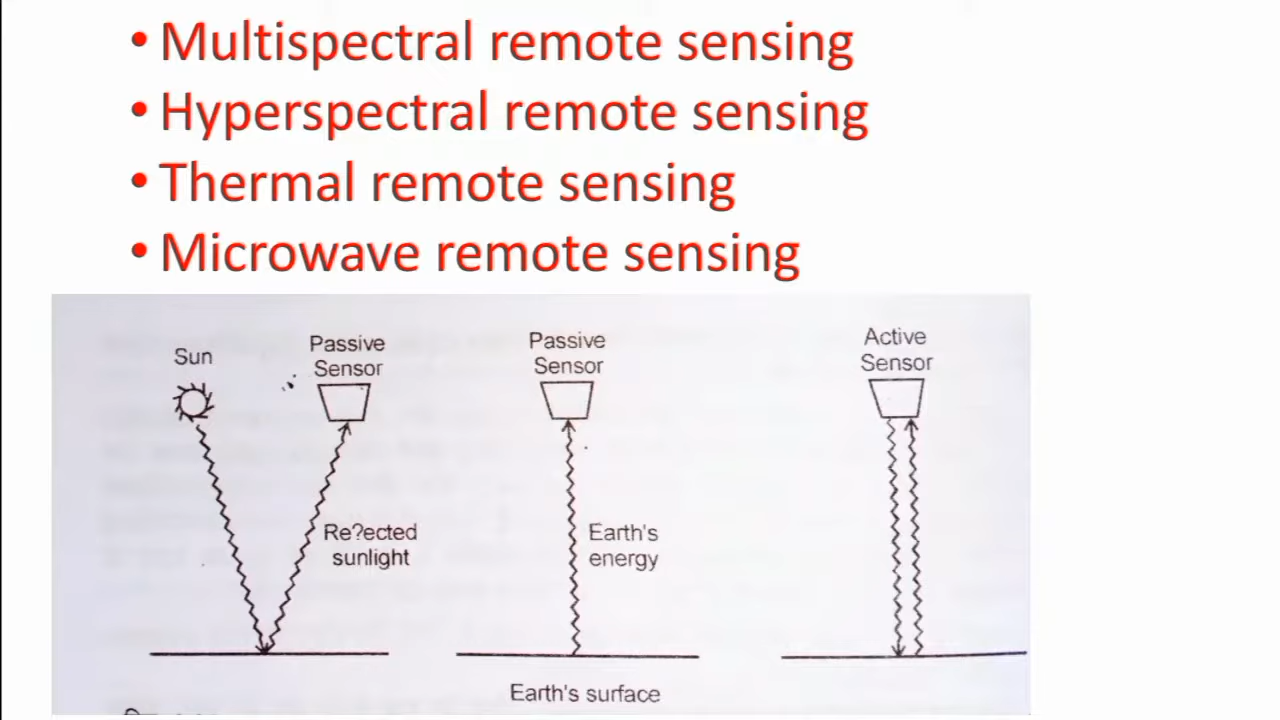 • Multispectral remote sensing
• Hyperspectral remote sensing
• Thermal remote sensing
• Microwave remote sensing
Sun
Passive
Sensor
Re?ected
sunlight
Passive
Sensor
Earth's
energy
Active
Sensor
Earth's surface